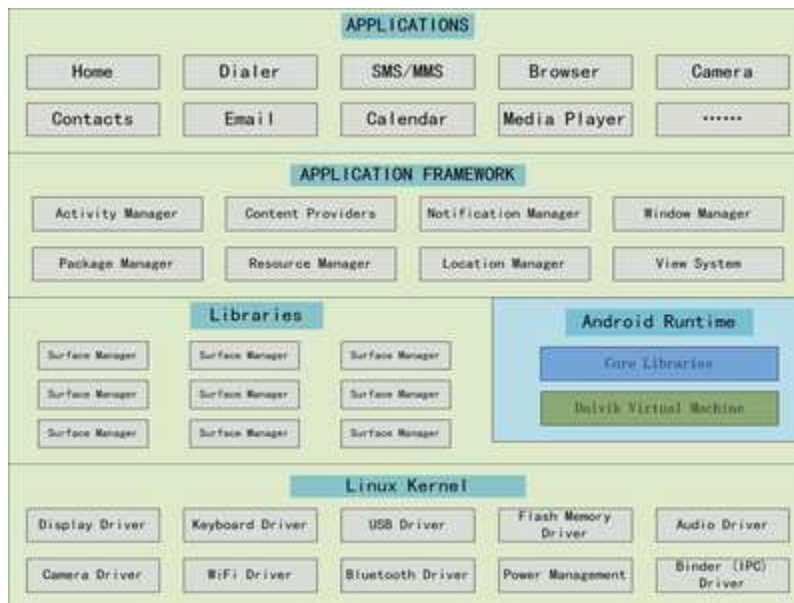 APPLICATIONS
Home Dialer SMS/MMS Browser Camera
Contacts Email Calendar Media Player ······
APPLICATION FRAMEWORK
Activity Manager Content Providers Notification Manager Window Manager
Package Manager Resource Manager Location Manager View System
Libraries
Surface Manager Surface Manager Surface Manager
Surface Manager Surface Manager Surface Manager
Surface Manager Surface Manager Surface Manager
Android Runtime
Core Libraries
Dalvik Virtual Machine
Linux Kernel
Display Driver Keyboard Driver USB Driver Flash Memory
Driver Audio Driver
Camera Driver WiFi Driver Bluetooth Driver Power Management Binder (IPC)
Driver